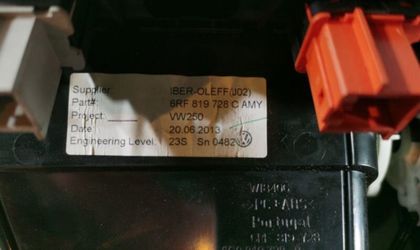 Supplier: IBER-OLEFF(J02)
Part#: 6RF 819 728 C AMY
Project: VW250
Date: 20.06.2013
Engineering Level: 23S Sn 0482
Portugal